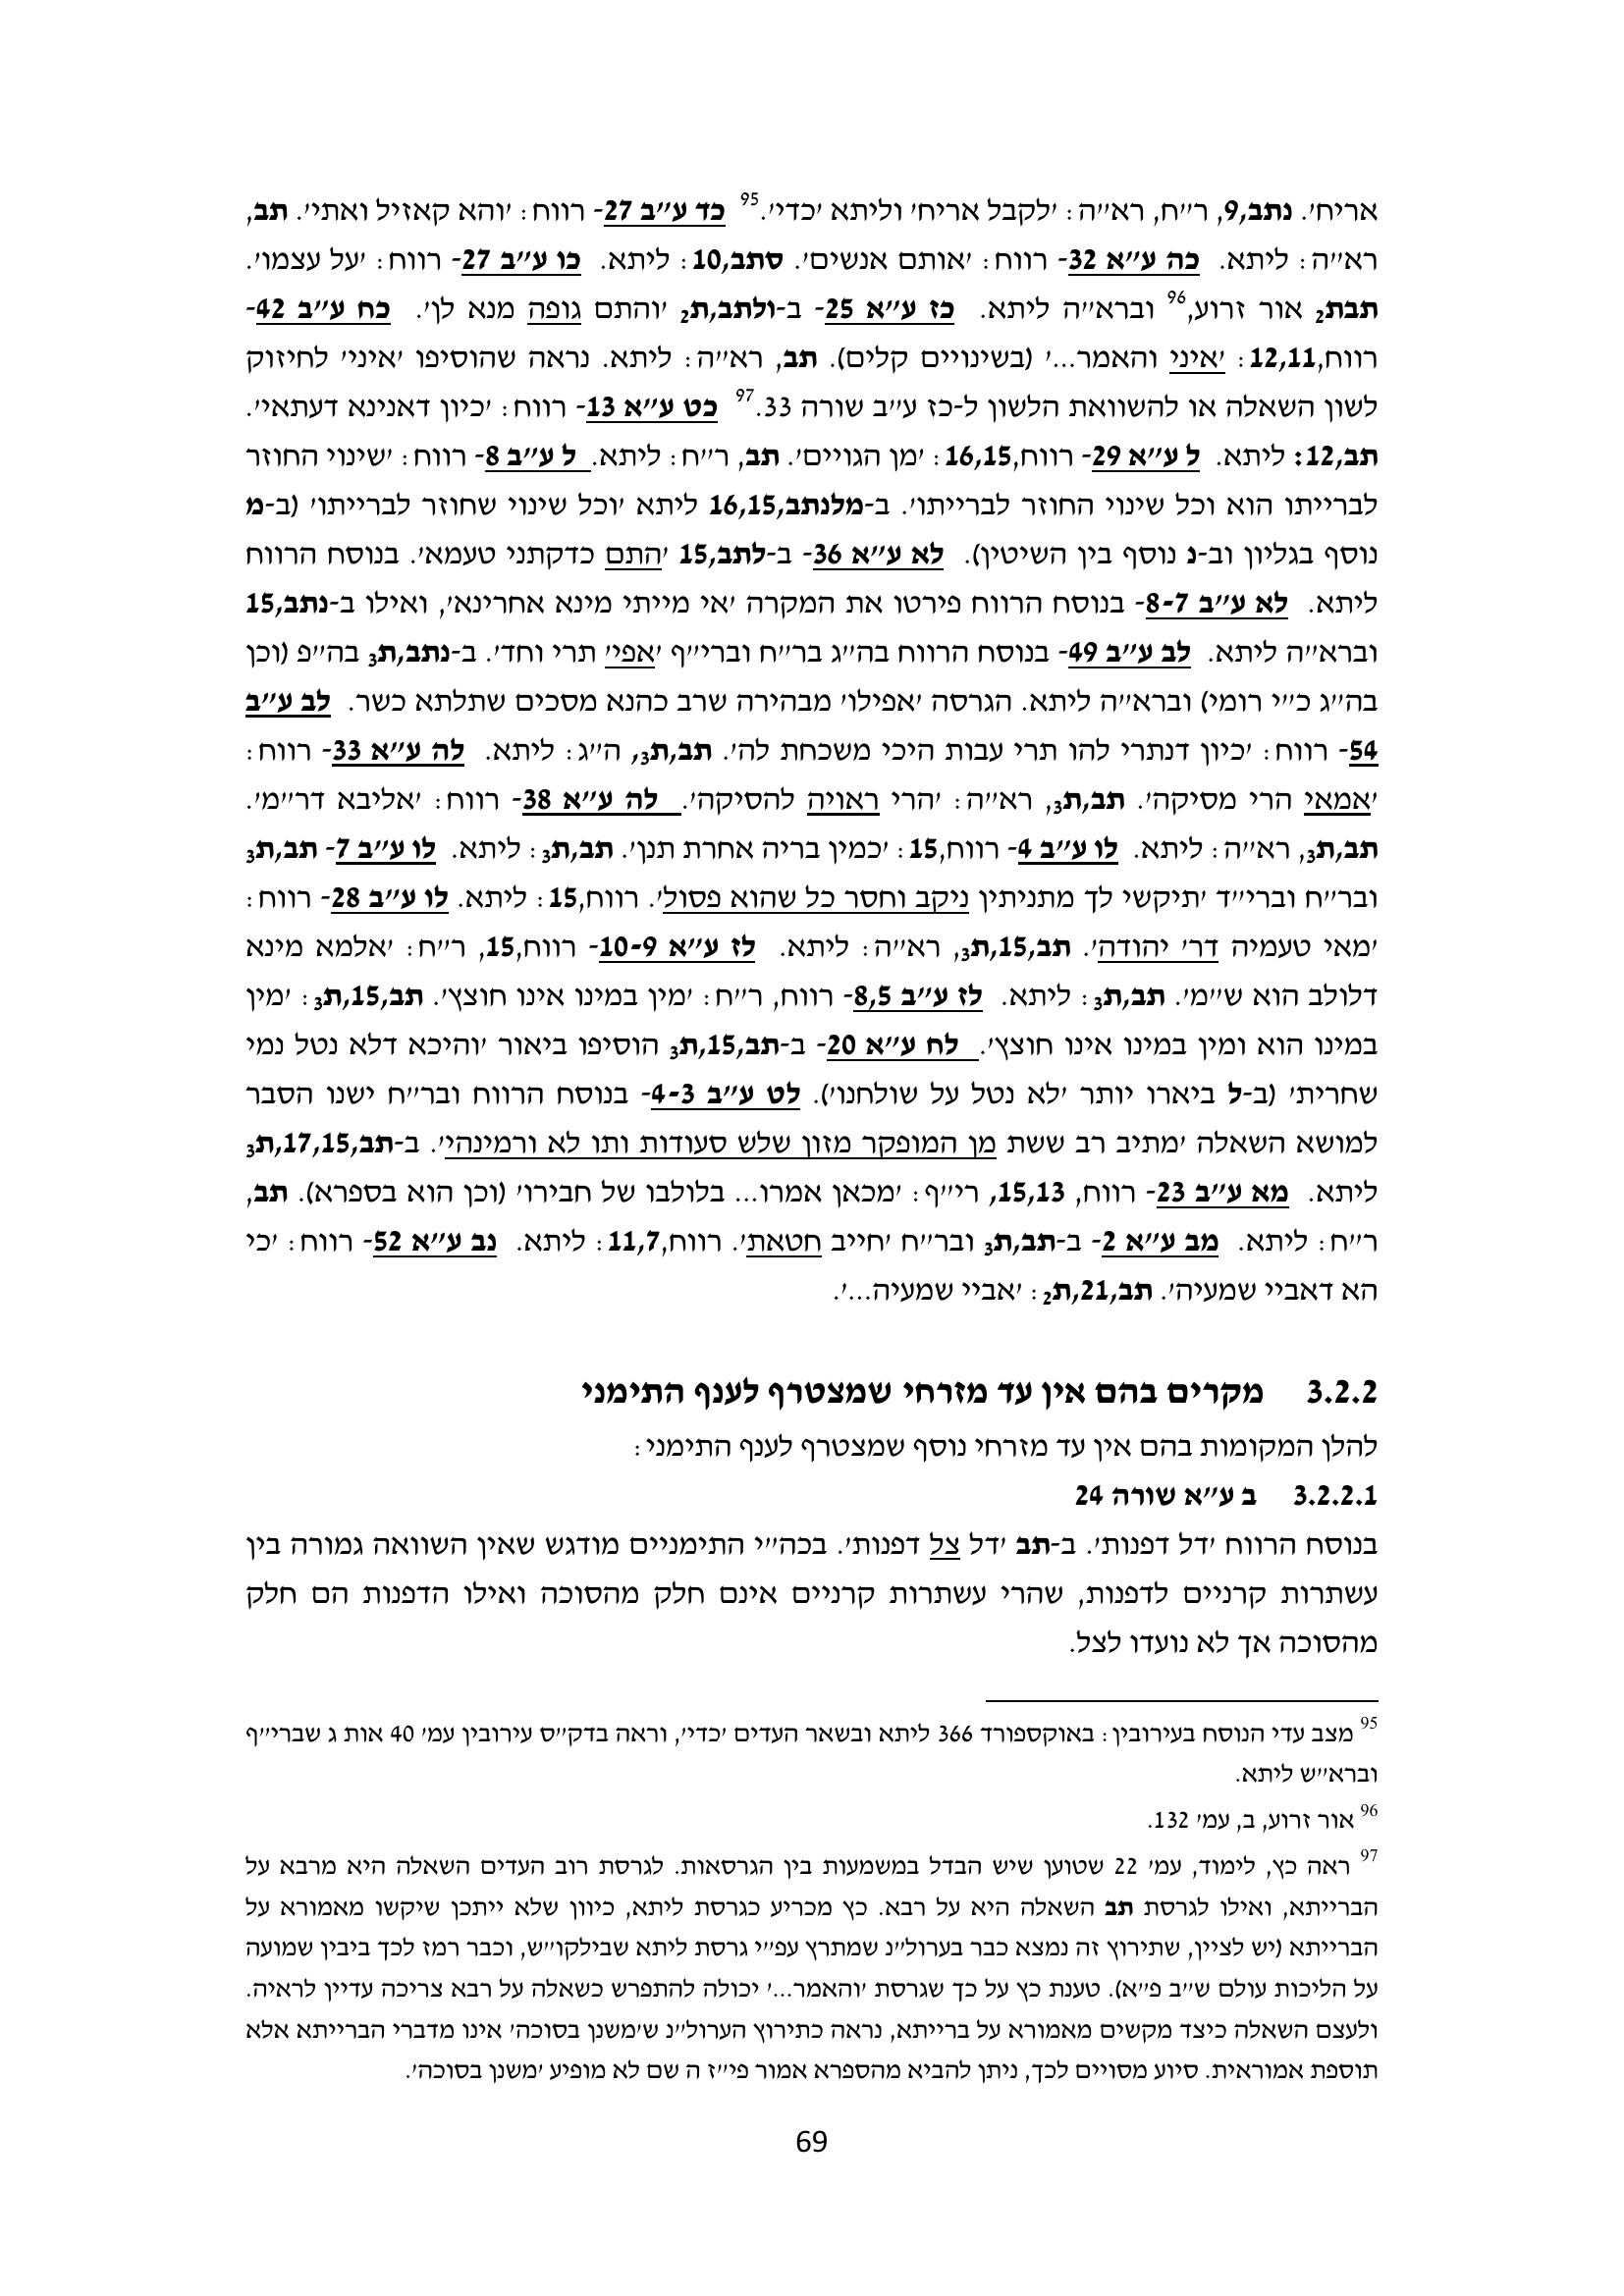 אריח'. נתב,9, ר"ח, רא"ה: 'לקבל אריח' וליתא 'כדי'.95 כד ע"ב 27- רווח: 'והא קאזיל ואתי'. תב,
רא"ה: ליתא. כה ע"א 32- רווח: 'אותם אנשים'. סתב,10: ליתא. כו ע"ב 27- רווח: 'על עצמו'.
תבת2 אור זרוע,96 וברא"ה ליתא. כז ע"א 25- ב-ולתב,ת2 'והתם גופה מנא לן'. כח ע"ב 42-
רווח,12,11: 'איני והאמר...' (בשינויים קלים). תב, רא"ה: ליתא. נראה שהוסיפו 'איני' לחיזוק
לשון השאלה או להשוואת הלשון ל-כז ע"ב שורה 33.97 כט ע"א 13- רווח: 'כיון דאנינא דעתאי'.
תב,12: ליתא. ל ע"א 29- רווח,16,15: 'מן הגויים'. תב, ר"ח: ליתא. ל ע"ב 8- רווח: 'שינוי החוזר
לברייתו הוא וכל שינוי החוזר לברייתו'. ב-מלנתב,16,15 ליתא 'וכל שינוי שחוזר לברייתו' (ב-מ
נוסף בגליון וב-נ נוסף בין השיטין). לא ע"א 36- ב-לתב,15 'התם כדקתני טעמא'. בנוסח הרווח
ליתא. לא ע"ב 8-7- בנוסח הרווח פירטו את המקרה 'אי מייתי מינא אחרינא', ואילו ב-נתב,15
וברא"ה ליתא. לב ע"ב 49- בנוסח הרווח בה"ג בר"ח וברי"ף 'אפי' תרי וחד'. ב-נתב,ת3 בה"פ (וכן
בה"ג כ"י רומי) וברא"ה ליתא. הגרסה 'אפילו' מבהירה שרב כהנא מסכים שתלתא כשר. לב ע"ב
54- רווח: 'כיון דנתרי להו תרי עבות היכי משכחת לה'. תב,ת3, ה"ג: ליתא. לה ע"א 33- רווח:
'אמאי הרי מסיקה'. תב,ת3, רא"ה: 'הרי ראויה להסיקה'. לה ע"א 38- רווח: 'אליבא דר"מ'.
תב,ת3, רא"ה: ליתא. לו ע"ב 4- רווח,15: 'כמין בריה אחרת תנן'. תב,ת3: ליתא. לו ע"ב 7- תב,ת3
ובר"ח וברי"ד 'תיקשי לך מתניתין ניקב וחסר כל שהוא פסול'. רווח,15: ליתא. לו ע"ב 28- רווח:
'מאי טעמיה דר' יהודה'. תב,15,ת3, רא"ה: ליתא. לז ע"א 10-9- רווח,15, ר"ח: 'אלמא מינא
דלולב הוא ש"מ'. תב,ת3: ליתא. לז ע"ב 8,5- רווח, ר"ח: 'מין במינו אינו חוצץ'. תב,15,ת3: 'מין
במינו הוא ומין במינו אינו חוצץ'. לח ע"א 20- ב-תב,15,ת3 הוסיפו ביאור 'והיכא דלא נטל נמי
שחרית' (ב-ל ביארו יותר 'לא נטל על שולחנו'). לט ע"ב 4-3- בנוסח הרווח ובר"ח ישנו הסבר
למושא השאלה 'מתיב רב ששת מן המופקר מזון שלש סעודות ותו לא ורמינהי'. ב-תב,17,15,ת3
ליתא. מא ע"ב 23- רווח, 15,13, רי"ף: 'מכאן אמרו... בלולבו של חבירו' (וכן הוא בספרא). תב,
ר"ח: ליתא. מב ע"א 2- ב-תב,ת3 ובר"ח 'חייב חטאת'. רווח,11,7: ליתא. נב ע"א 52- רווח: 'כי
הא דאביי שמעיה'. תב,21,ת2: 'אביי שמעיה...'.
3.2.2 מקרים בהם אין עד מזרחי שמצטרף לענף התימני
להלן המקומות בהם אין עד מזרחי נוסף שמצטרף לענף התימני:
3.2.2.1 ב ע"א שורה 24
בנוסח הרווח 'דל דפנות'. ב-תב 'דל צל דפנות'. בכה"י התימניים מודגש שאין השוואה גמורה בין
עשתרות קרניים לדפנות, שהרי עשתרות קרניים אינם חלק מהסוכה ואילו הדפנות הם חלק
מהסוכה אך לא נועדו לצל.
95 מצב עדי הנוסח בעירובין: באוקספורד 366 ליתא ובשאר העדים 'כדי', וראה בדק"ס עירובין עמ' 40 אות ג שברי"ף
וברא"ש ליתא.
96 אור זרוע, ב, עמ' 132.
97 ראה כץ, לימוד, עמ' 22 שטוען שיש הבדל במשמעות בין הגרסאות. לגרסת רוב העדים השאלה היא מרבא על
הברייתא, ואילו לגרסת תב השאלה היא על רבא. כץ מכריע כגרסת ליתא, כיוון שלא ייתכן שיקשו מאמורא על
הברייתא (יש לציין, שתירוץ זה נמצא כבר בערול"נ שמתרץ עפ"י גרסת ליתא שבילקו"ש, וכבר רמז לכך ביבין שמועה
על הליכות עולם ש"ב פ"א). טענת כץ על כך שגרסת 'והאמר...' יכולה להתפרש כשאלה על רבא צריכה עדיין לראיה.
ולעצם השאלה כיצד מקשים מאמורא על ברייתא, נראה כתירוץ הערול"נ ש'משנן בסוכה' אינו מדברי הברייתא אלא
תוספת אמוראית. סיוע מסויים לכך, ניתן להביא מהספרא אמור פי"ז ה שם לא מופיע 'משנן בסוכה'.
69